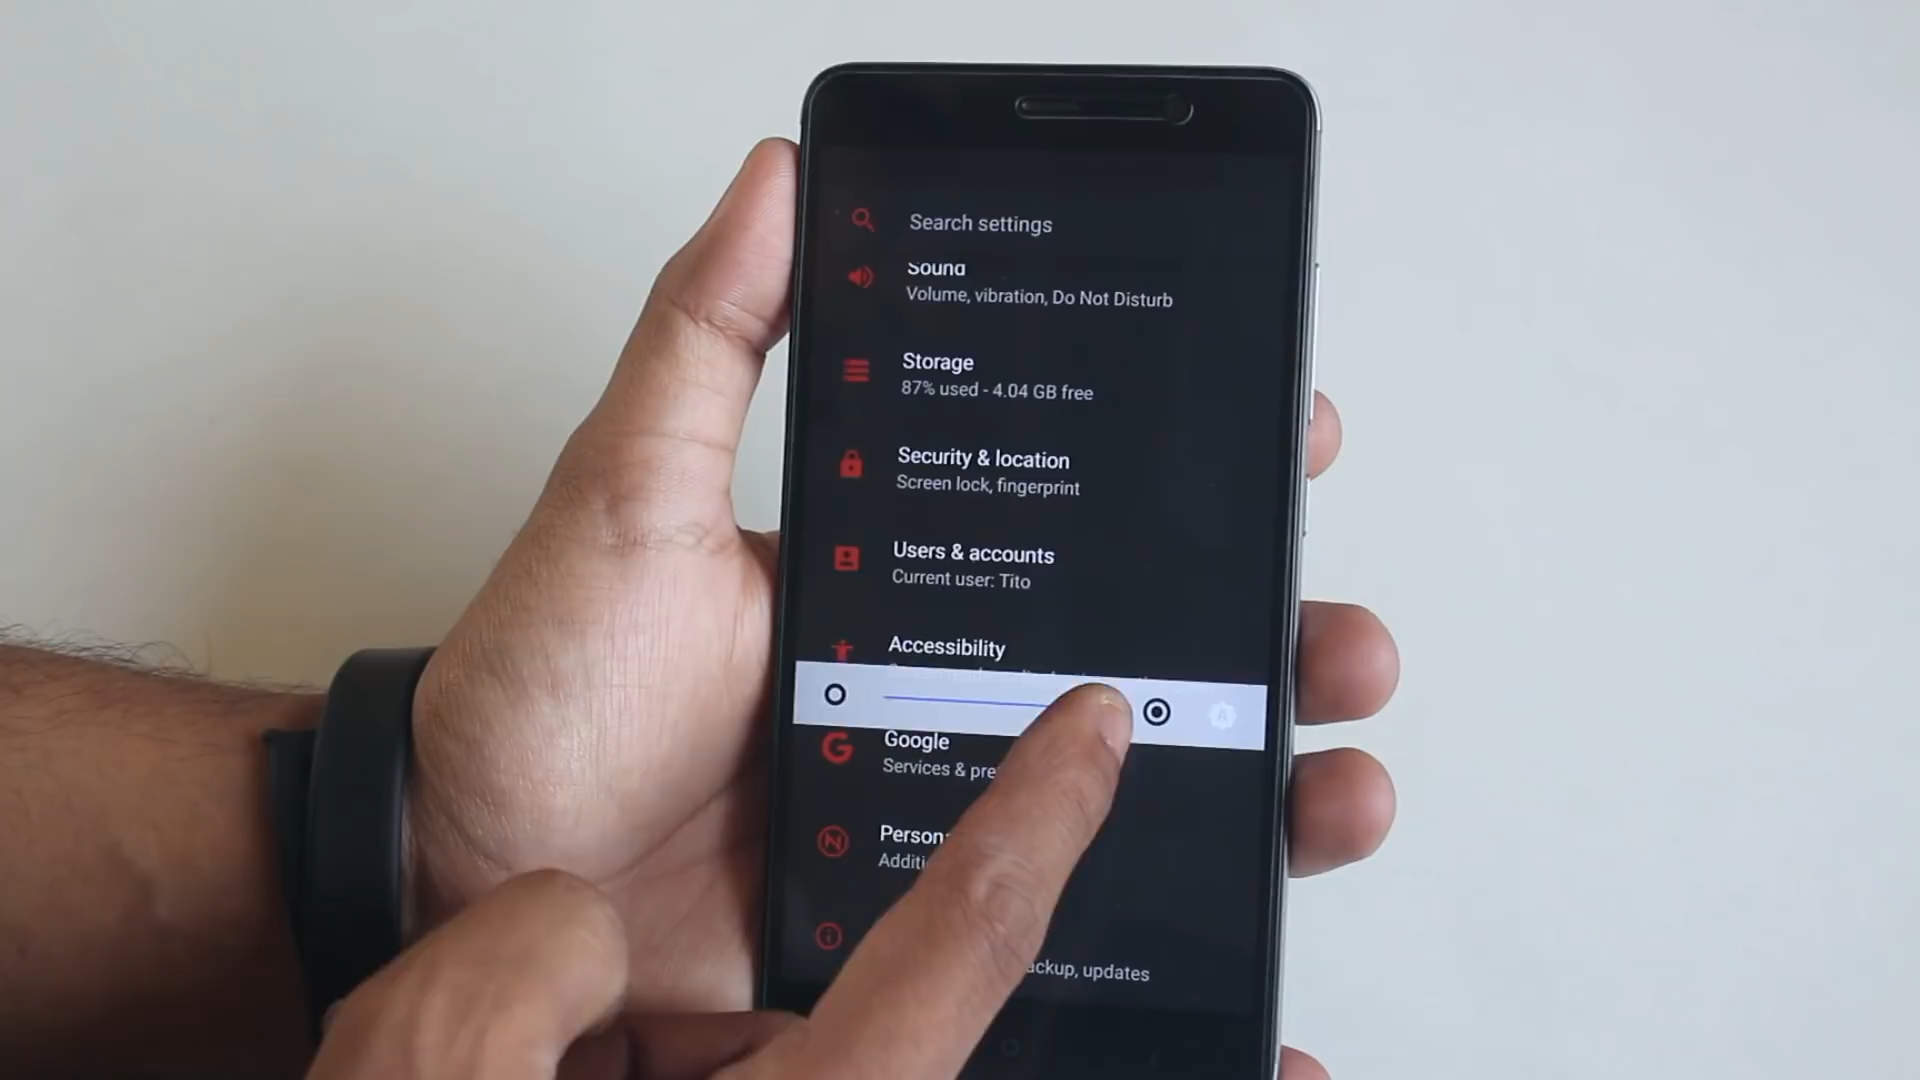 Search settings
Sound
Volume, vibration, Do Not Disturb
Storage
87% used - 4.04 GB free
Security & location
Screen lock, fingerprint
Users & accounts
Current user: Tito
Accessibility
A
Google
Services & pre
Person
Additi
ackup, updates